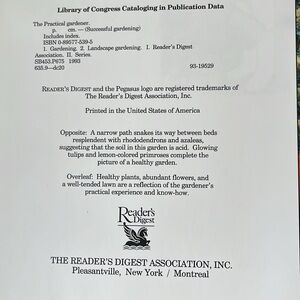 Library of Congress Cataloging in Publication Data
The Practical gardener.
p. cm. — (Successful gardening)
Includes index.
ISBN 0-89577-539-5
1. Gardening. 2. Landscape gardening. I. Reader's Digest
Association. II. Series.
SB453.P675 1993
635.9—dc20 93-19529
READER'S DIGEST and the Pegasus logo are registered trademarks of
The Reader's Digest Association, Inc.
Printed in the United States of America
Opposite: A narrow path snakes its way between beds
resplendent with rhododendrons and azaleas,
suggesting that the soil in this garden is acid. Glowing
tulips and lemon-colored primroses complete the
picture of a healthy garden.
Overleaf: Healthy plants, abundant flowers, and
a well-tended lawn are a reflection of the gardener's
practical experience and know-how.
Reader's
Digest
THE READER'S DIGEST ASSOCIATION, INC.
Pleasantville, New York / Montreal